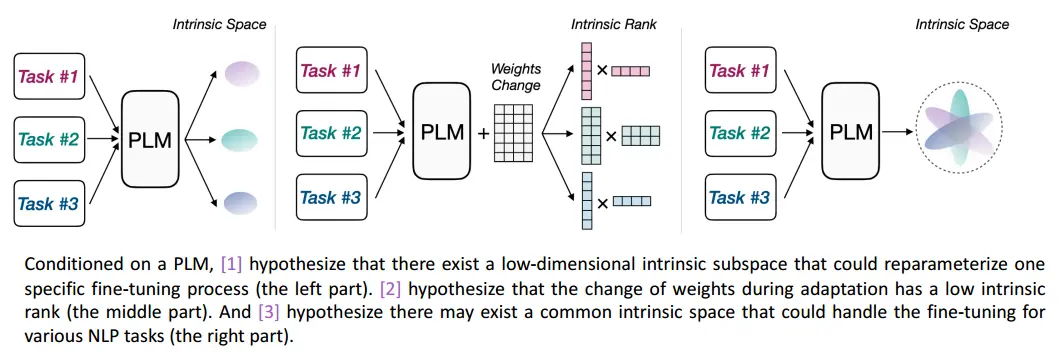 Intrinsic Space
Task #1
Task #2
Task #3
PLM
Intrinsic Rank
Task #1
Task #2
Task #3
PLM
+
Weights
Change
×
×
×
Intrinsic Space
Task #1
Task #2
Task #3
PLM
Conditioned on a PLM, [1] hypothesize that there exist a low-dimensional intrinsic subspace that could reparameterize one
specific fine-tuning process (the left part). [2] hypothesize that the change of weights during adaptation has a low intrinsic
rank (the middle part). And [3] hypothesize there may exist a common intrinsic space that could handle the fine-tuning for
various NLP tasks (the right part).